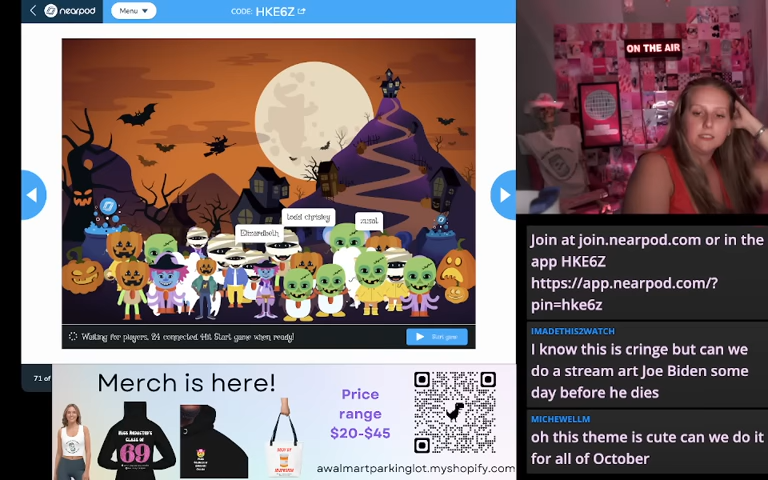 nearpod
Menu
CODE: HKE6Z
ON THE AIR
todd chrisley
Waiting for players. 24 connected. Hit Start game when ready!
Start game
71 of
Join at join.nearpod.com or in the
app HKE6Z
https://app.nearpod.com/?
pin=hke6z
IMADETHIS2WATCH
I know this is cringe but can we
do a stream art Joe Biden some
day before he dies
MICHEWELLM
oh this theme is cute can we do it
for all of October
Merch is here!
CLASS OF
69
Price
range
$20-$45
awalmartparkinglot.myshopify.com